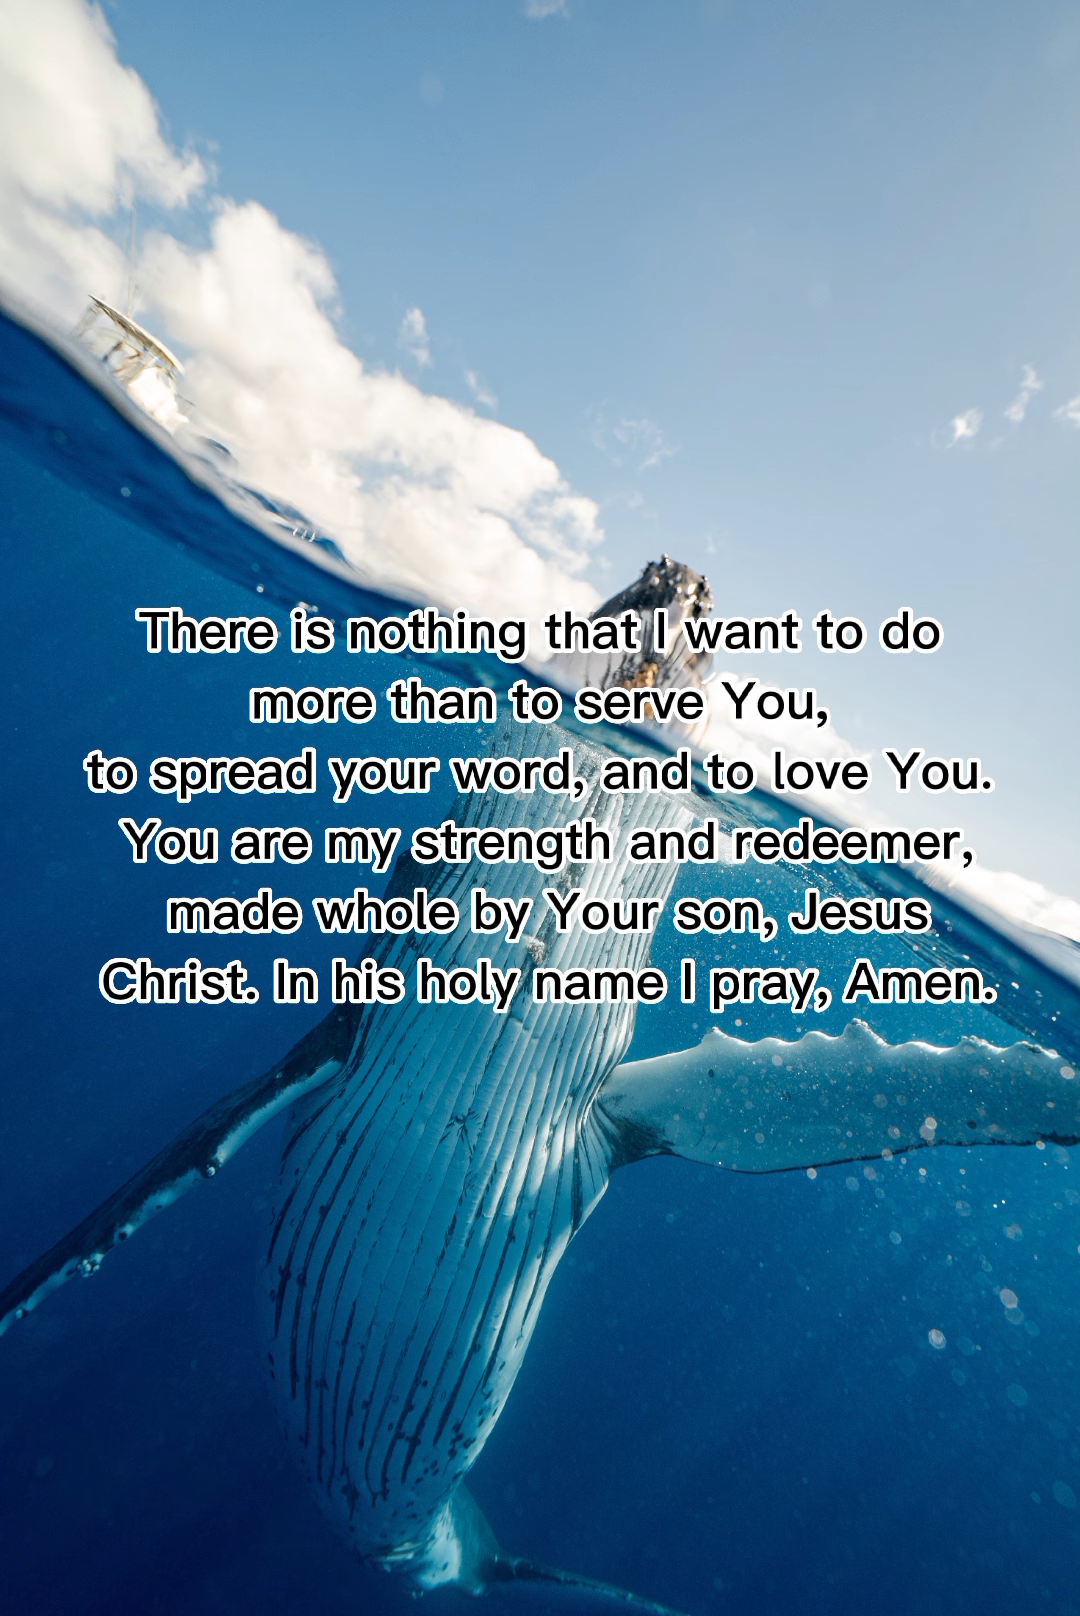 There is nothing that I want to do
more than to serve You,
to spread your word, and to love You.
You are my strength and redeemer,
made whole by Your son, Jesus
Christ. In his holy name I pray, Amen.